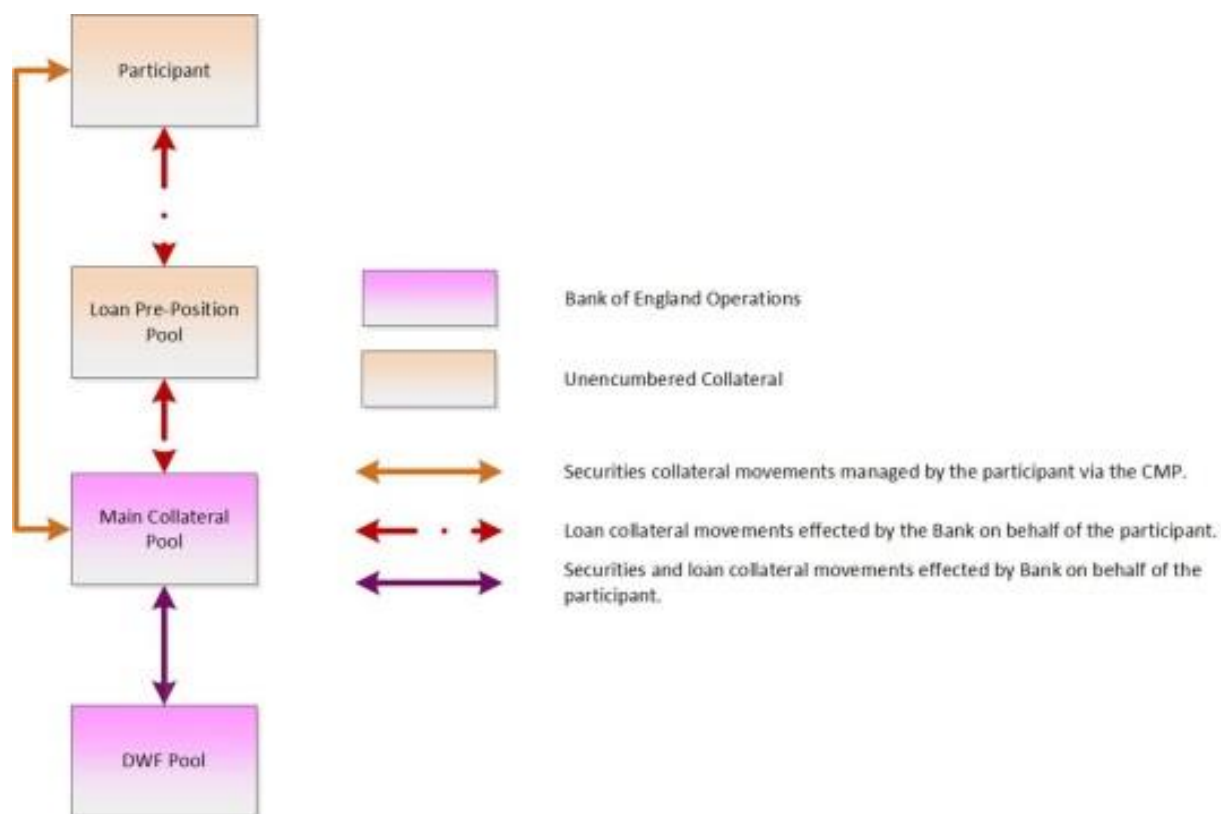 Participant
Loan Pre-Position
Pool
Main Collateral
Pool
DWF Pool
Bank of England Operations
Unencumbered Collateral
Securities collateral movements managed by the participant via the CMP.
Loan collateral movements effected by the Bank on behalf of the participant.
Securities and loan collateral movements effected by Bank on behalf of the
participant.